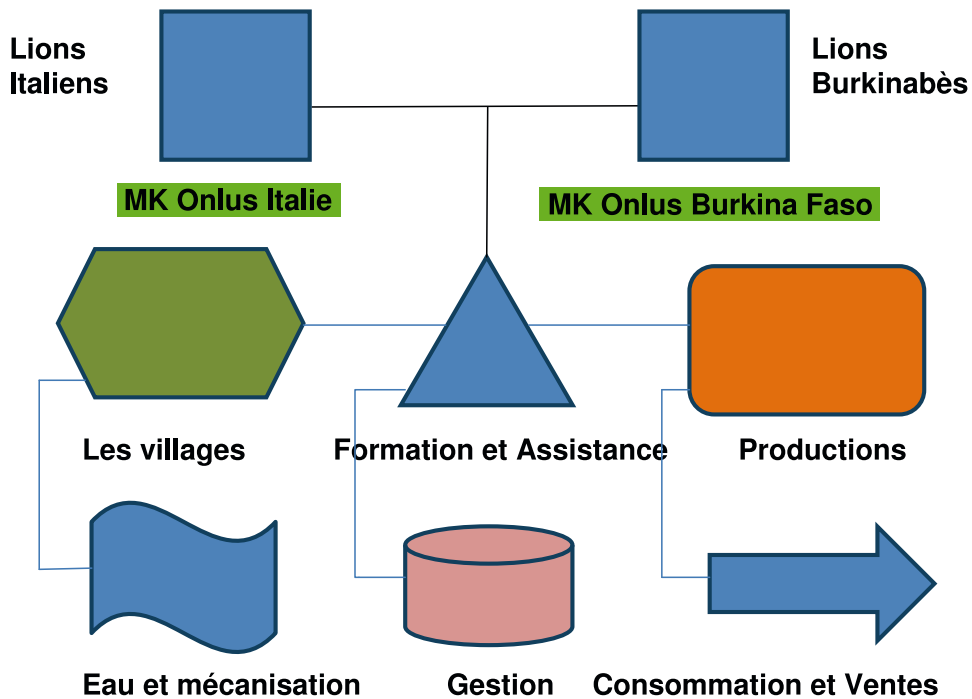 Lions
Italiens
Lions
Burkinabès
MK Onlus Italie
MK Onlus Burkina Faso
Les villages
Formation et Assistance
Productions
Eau et mécanisation
Gestion
Consommation et Ventes